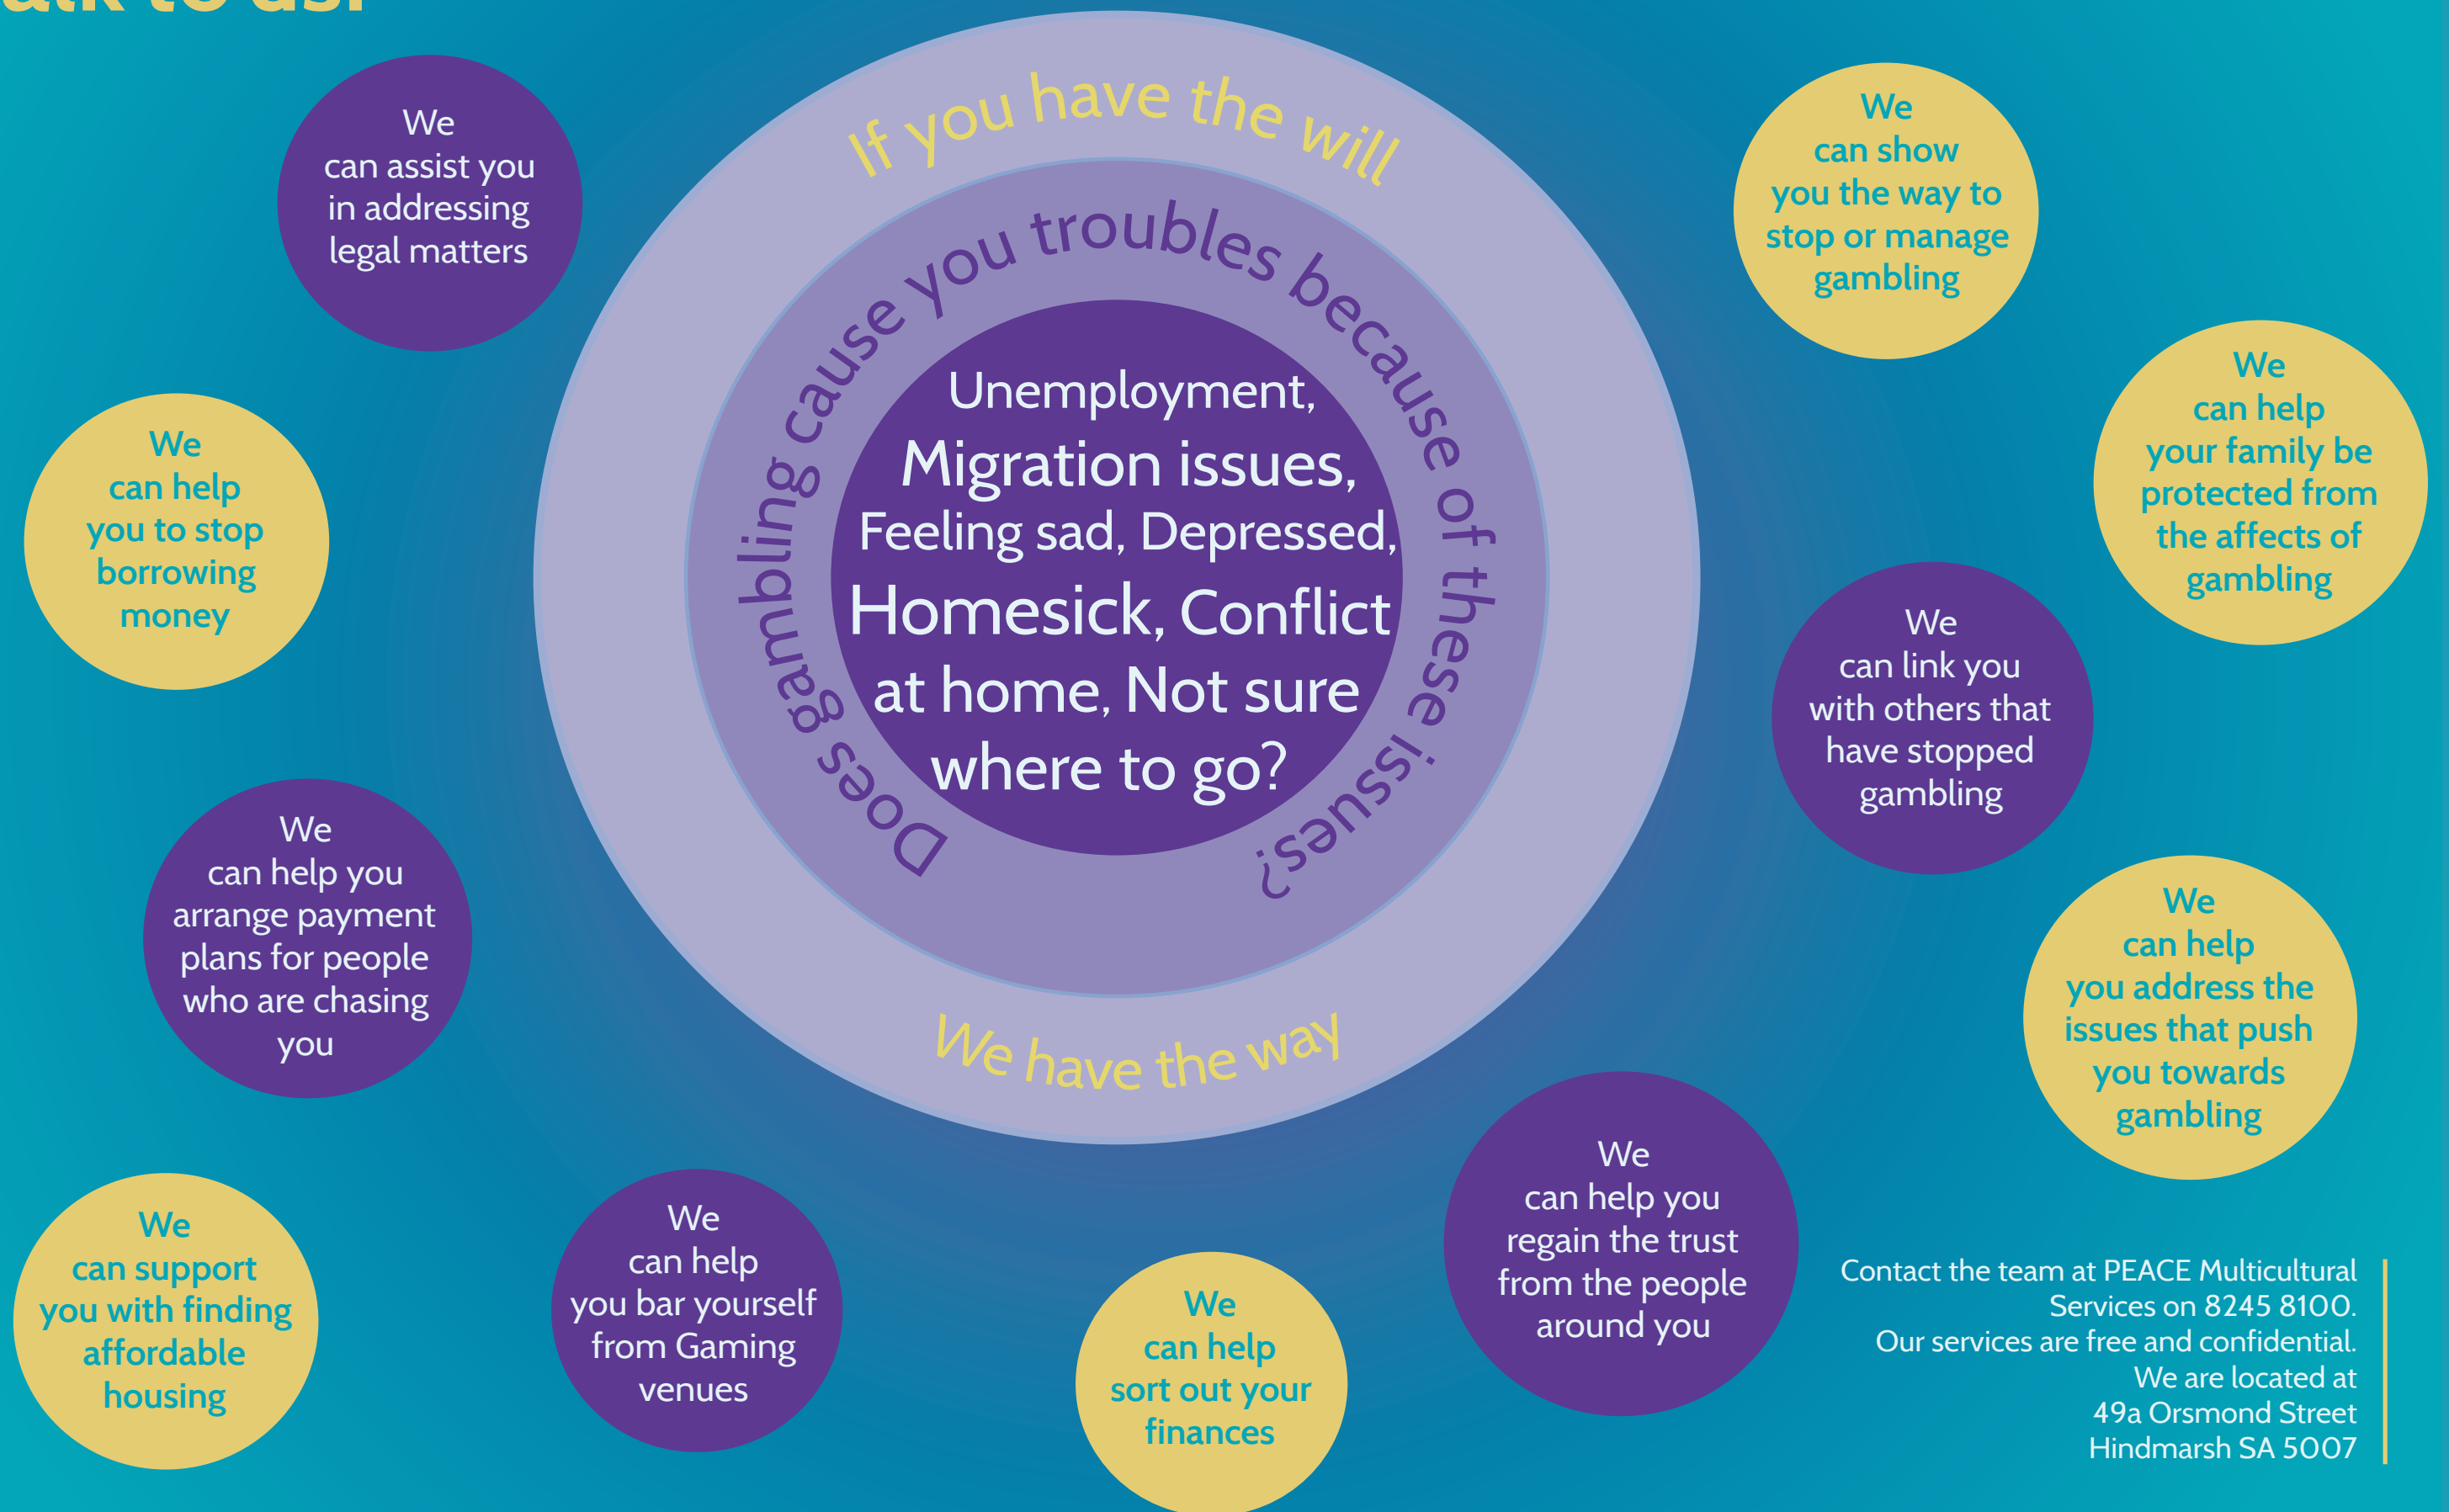 to us!
If you have the will
Does gambling cause you troubles because of these issues?
Unemployment,
Migration issues,
Feeling sad, Depressed,
Homesick, Conflict
at home, Not sure
where to go?
We have the way
We
can assist you
in addressing
legal matters
We
can help
you to stop
borrowing
money
We
can help you
arrange payment
plans for people
who are chasing
you
We
can support
you with finding
affordable
housing
We
can help
you bar yourself
from Gaming
venues
We
can help
sort out your
finances
We
can help you
regain the trust
from the people
around you
We
can show
you the way to
stop or manage
gambling
We
can help
your family be
protected from
the affects of
gambling
We
can link you
with others that
have stopped
gambling
We
can help
you address the
issues that push
you towards
gambling
Contact the team at PEACE Multicultural
Services on 8245 8100.
Our services are free and confidential.
We are located at
49a Orsmond Street
Hindmarsh SA 5007